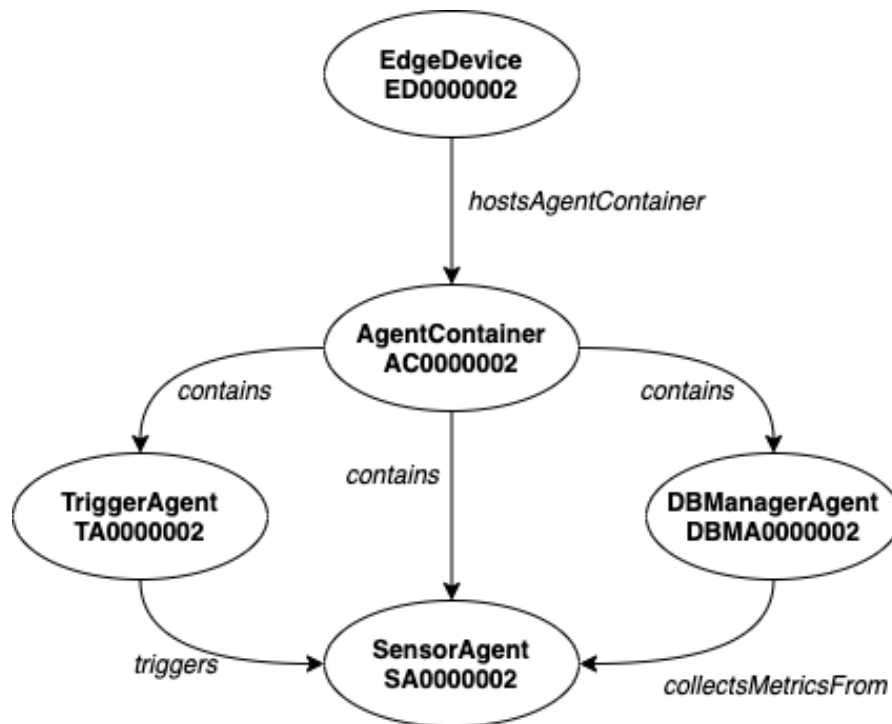 EdgeDevice
ED0000002
hostsAgentContainer
AgentContainer
AC0000002
contains
contains
contains
TriggerAgent
TA0000002
DBManagerAgent
DBMA0000002
triggers
SensorAgent
SA0000002
collectsMetricsFrom